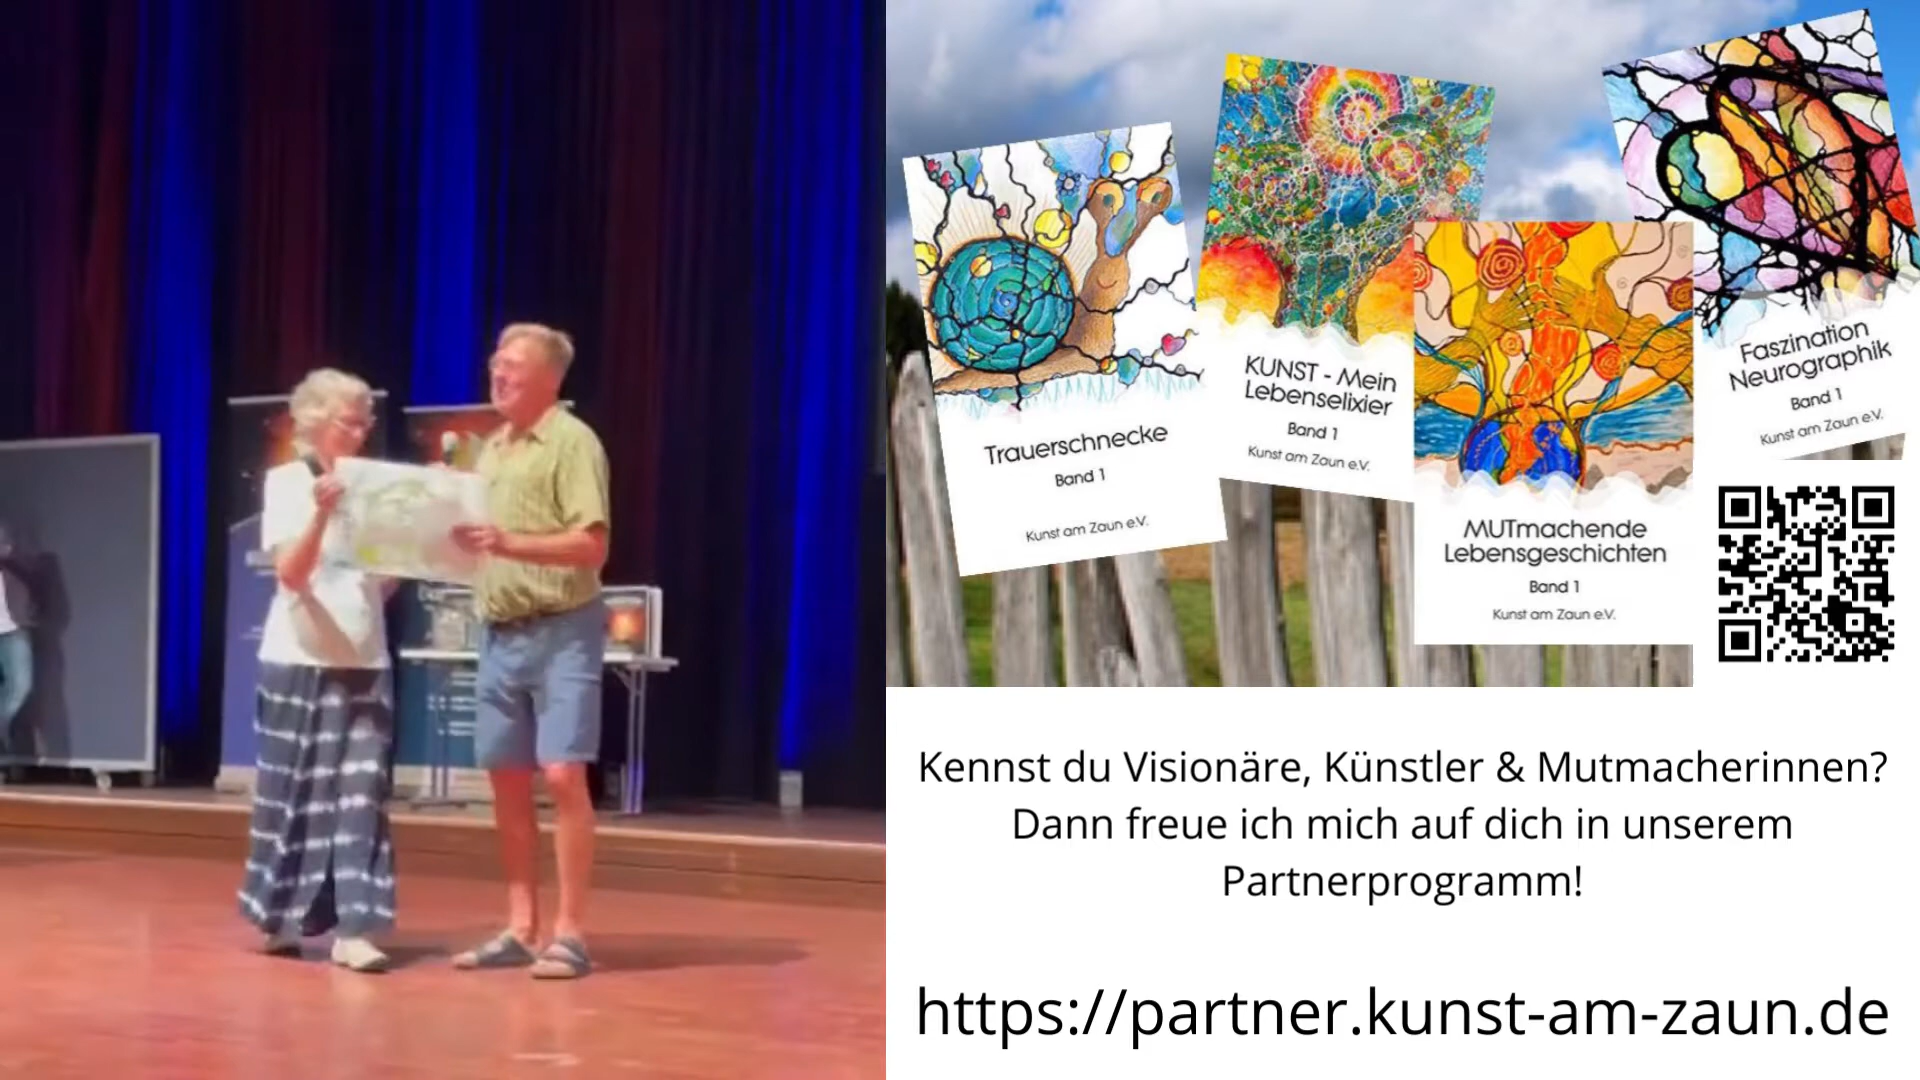 Trauerschnecke
Band 1
Kunst am Zaun e.V.
KUNST - Mein
Lebenselixier
Band 1
Kunst am Zaun e.V.
MUTmachende
Lebensgeschichten
Band 1
Kunst am Zaun e.V.
Faszination
Neurographik
Band 1
Kunst am Zaun e.V.
Kennst du Visionäre, Künstler & Mutmacherinnen?
Dann freue ich mich auf dich in unserem
Partnerprogramm!
https://partner.kunst-am-zaun.de